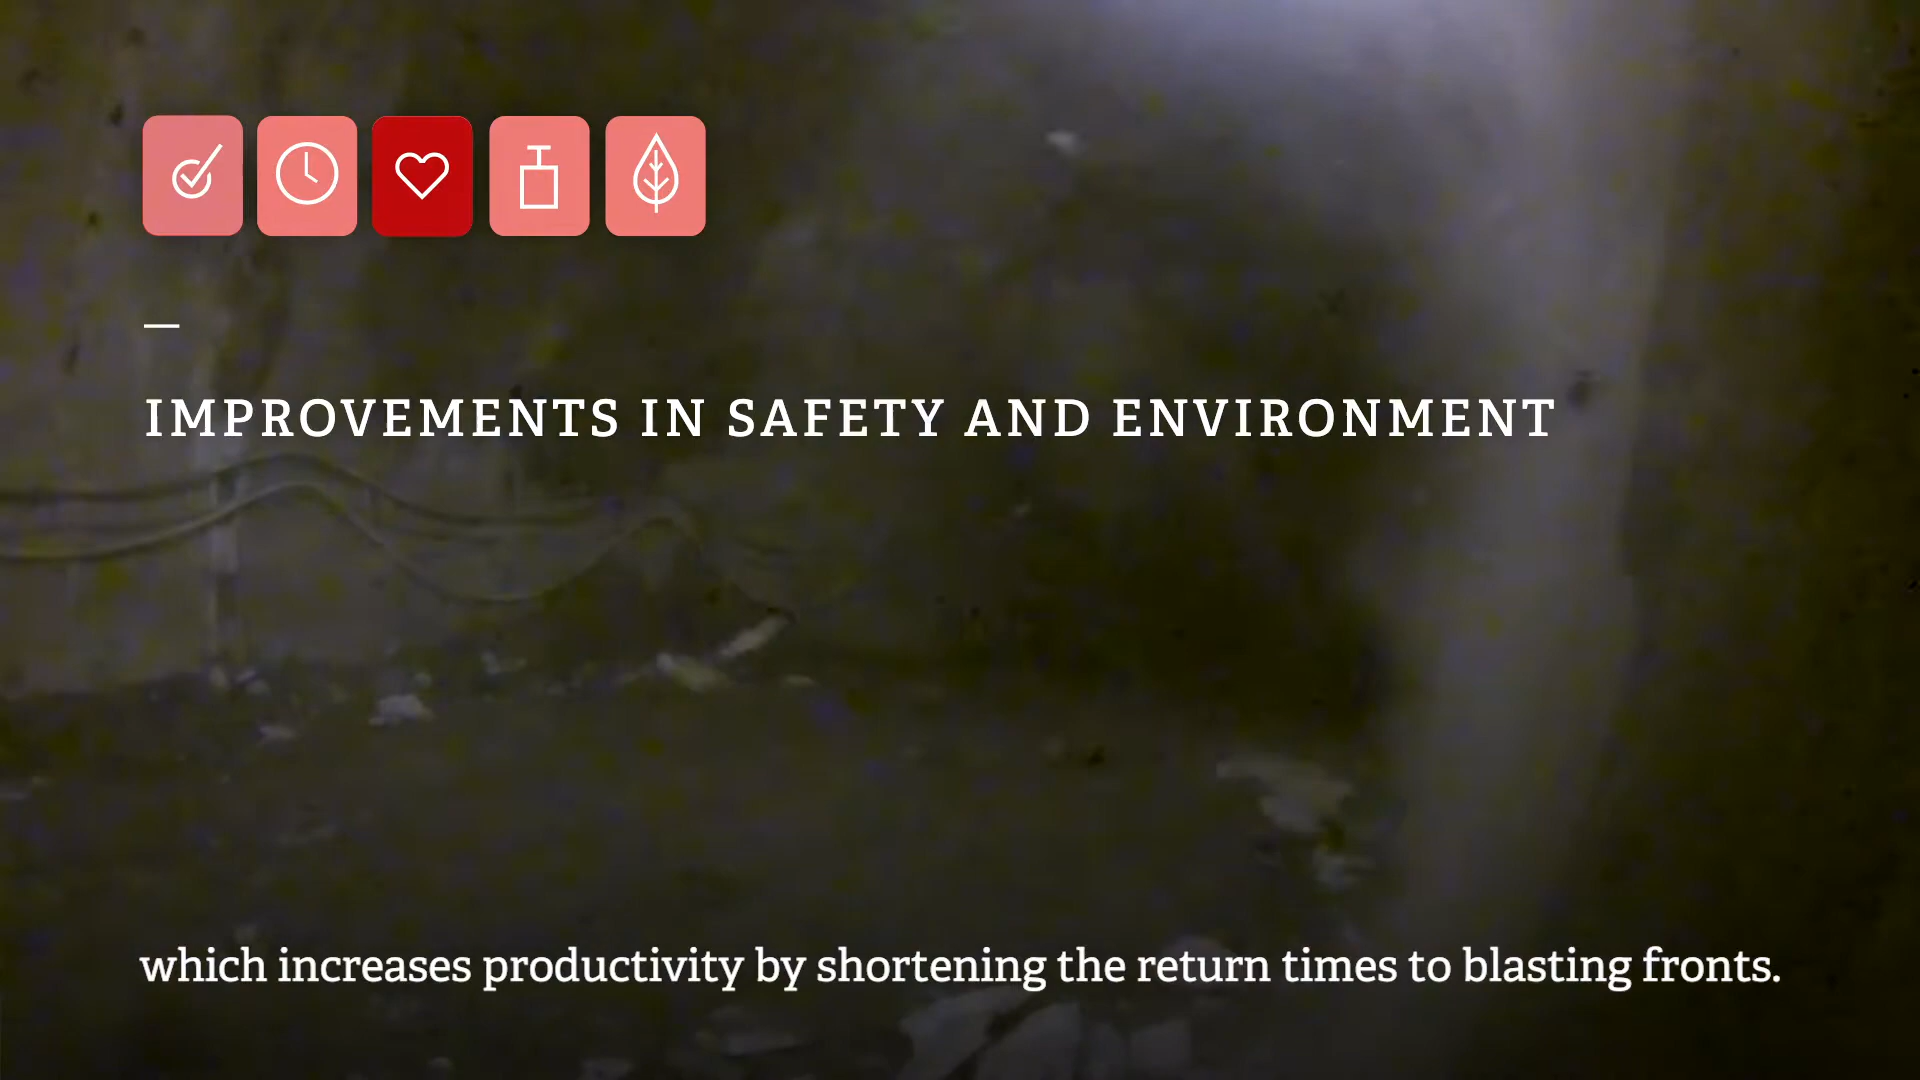 IMPROVEMENTS IN SAFETY AND ENVIRONMENT
which increases productivity by shortening the return times to blasting fronts.